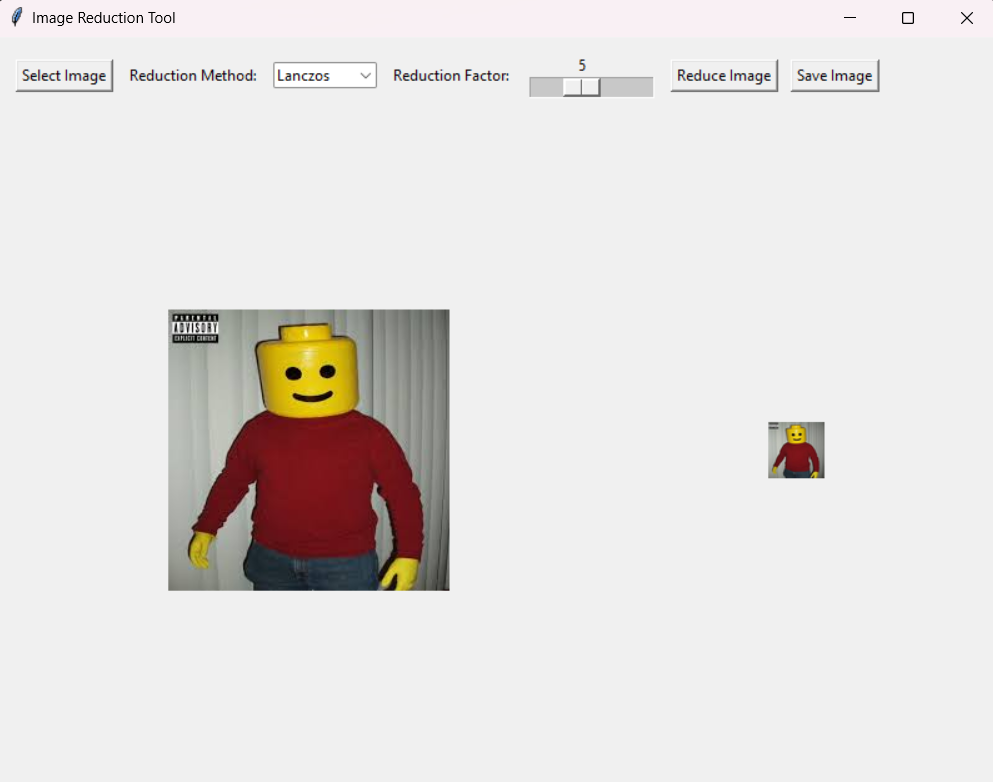 Image Reduction Tool
Select Image Reduction Method: Lanczos Reduction Factor: 5 Reduce Image Save Image
PARENTAL
ADVISORY
EXPLICIT CONTENT